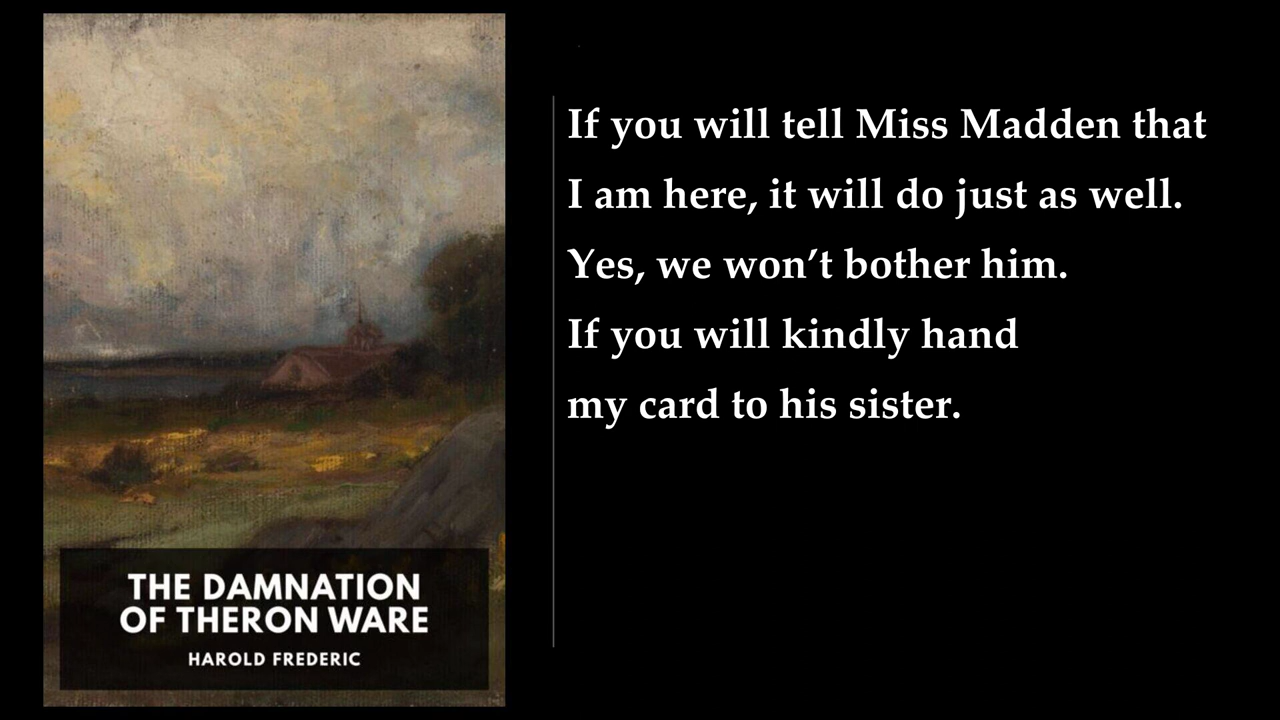 If you will tell Miss Madden that
I am here, it will do just as well.
Yes, we won’t bother him.
If you will kindly hand
my card to his sister.
THE DAMNATION
OF THERON WARE
HAROLD FREDERIC